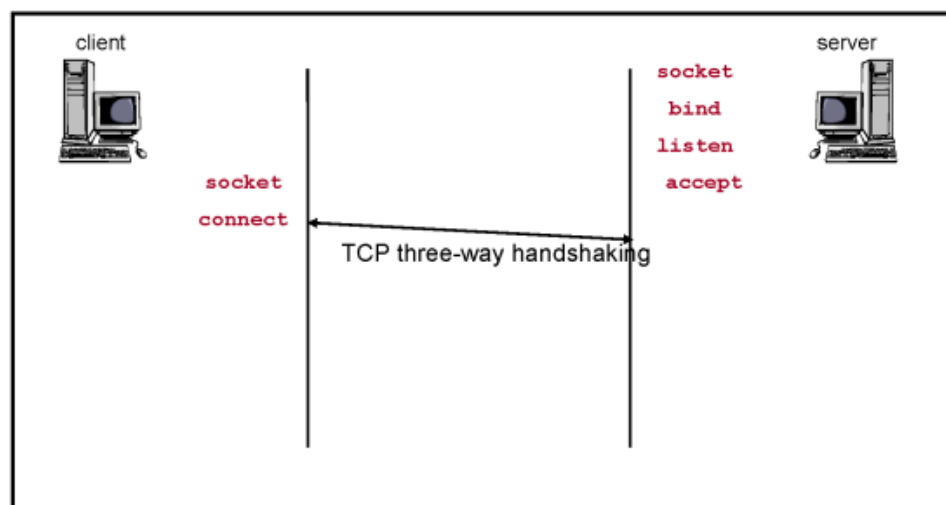 client
server
socket
bind
listen
accept
socket
connect
TCP three-way handshaking